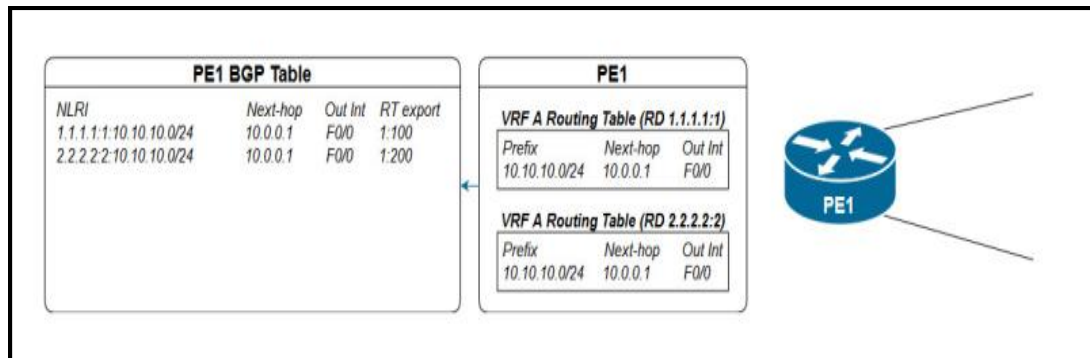 PE1 BGP Table
NLRI Next-hop Out Int RT export
1.1.1.1:1:10.10.10.0/24 10.0.0.1 F0/0 1:100
2.2.2.2:2:10.10.10.0/24 10.0.0.1 F0/0 1:200
PE1
VRF A Routing Table (RD 1.1.1.1:1)
Prefix Next-hop Out Int
10.10.10.0/24 10.0.0.1 F0/0
VRF A Routing Table (RD 2.2.2.2:2)
Prefix Next-hop Out Int
10.10.10.0/24 10.0.0.1 F0/0
PE1